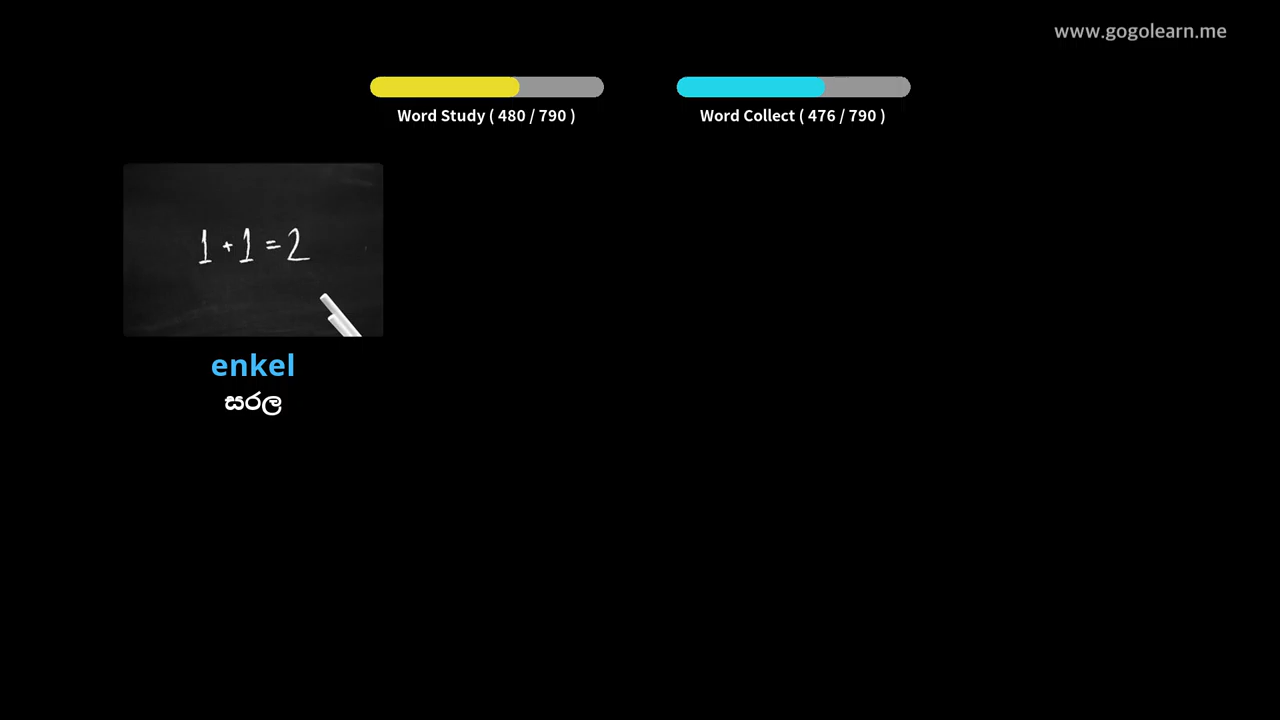 www.gogolearn.me
Word Study ( 480 / 790 )
Word Collect ( 476 / 790 )
1 + 1 = 2
enkel
සරල